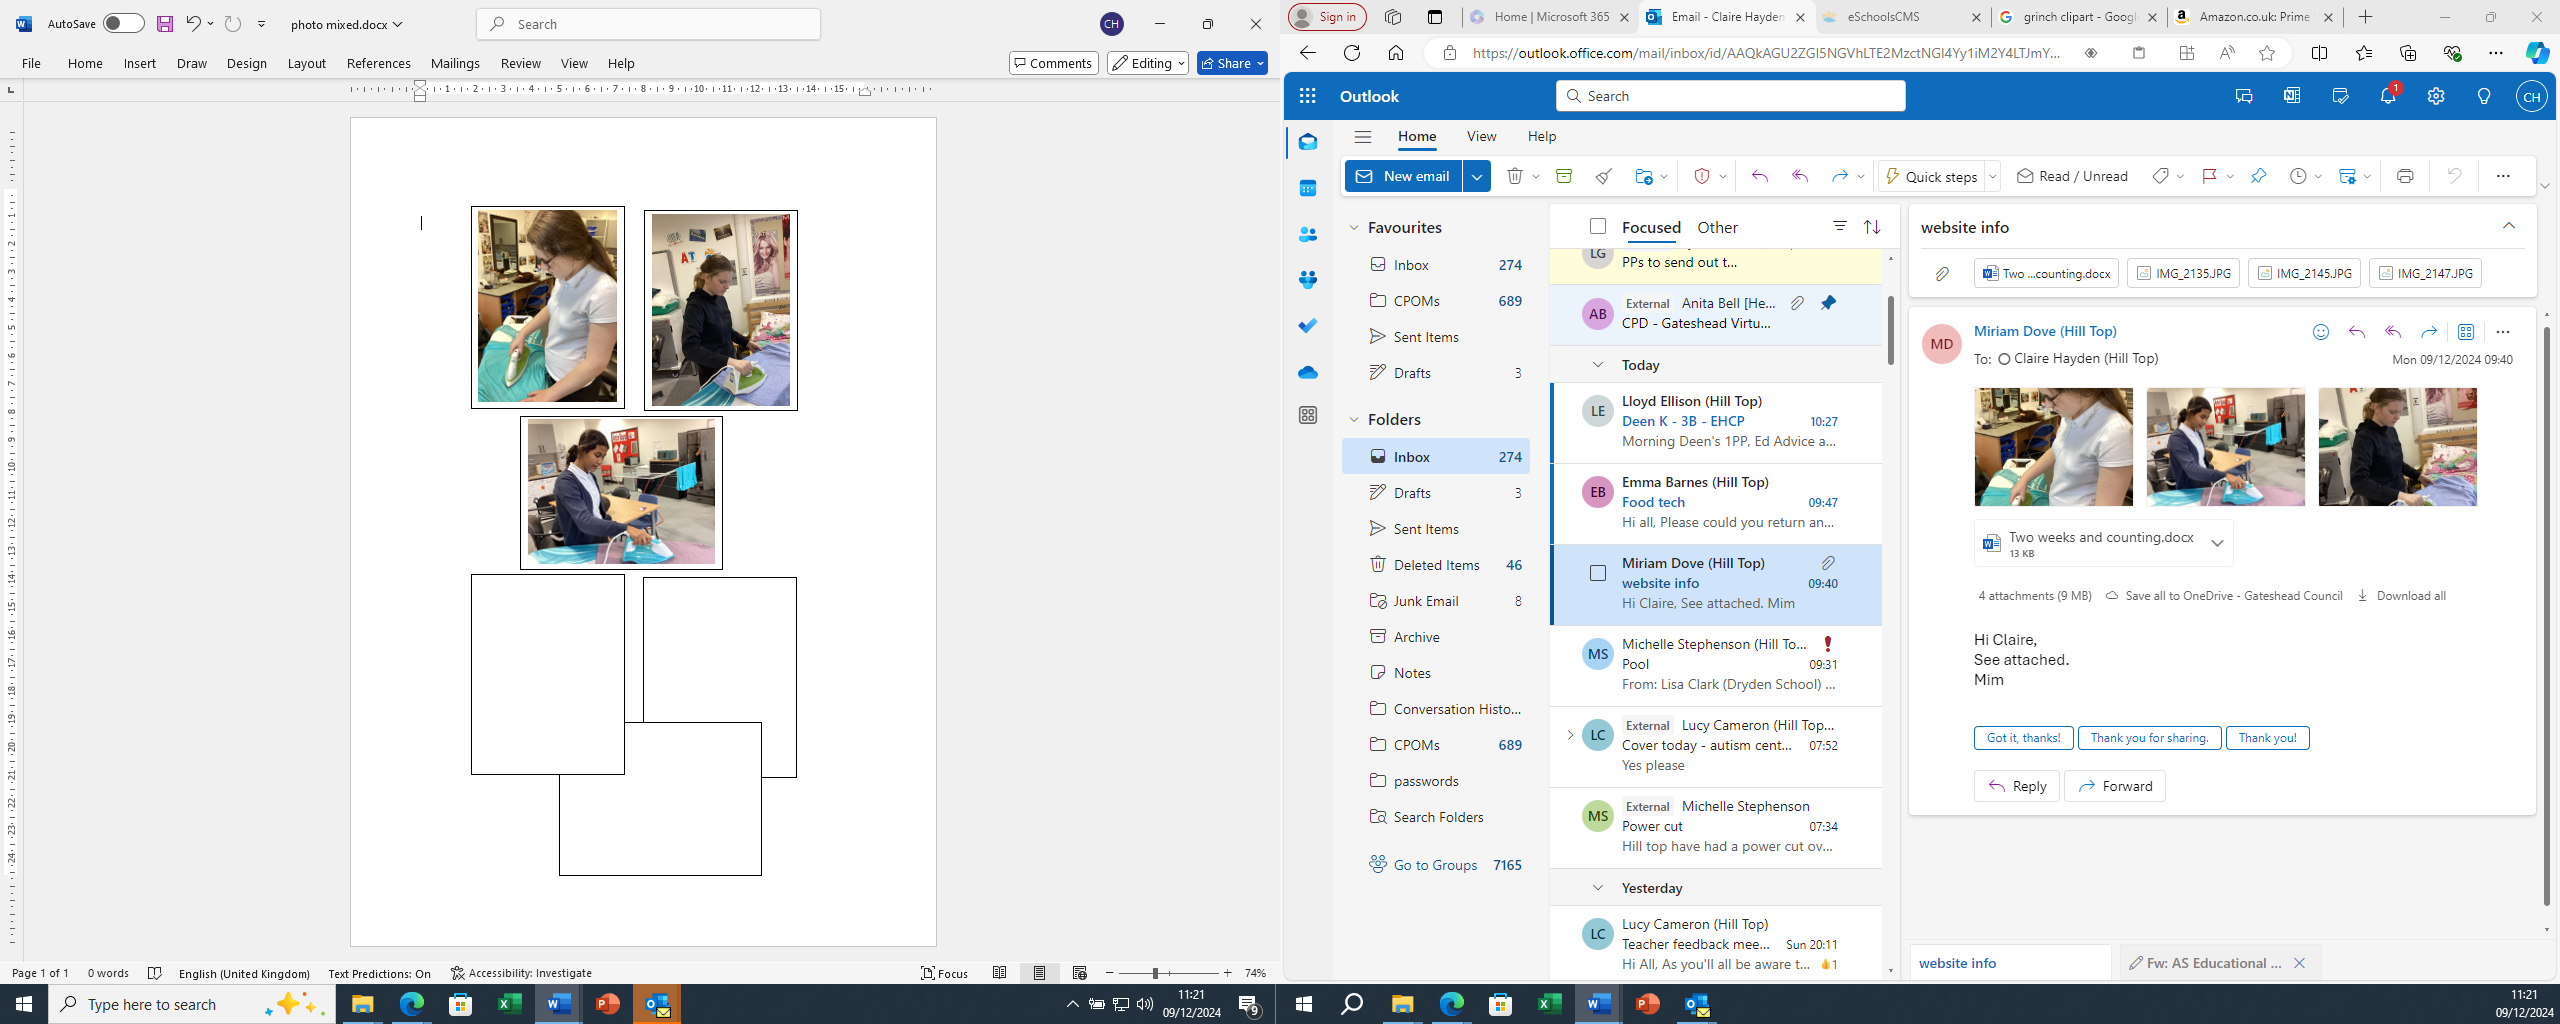 AutoSave
photo mixed.docx
Search
CH
File Home Insert Draw Design Layout References Mailings Review View Help
Comments Editing Share
Page 1 of 1 0 words English (United Kingdom) Text Predictions: On Accessibility: Investigate Focus 74%
Type here to search
11:21
09/12/2024
9
Sign in
Home | Microsoft 365
Email - Claire Hayden
eSchoolsCMS
grinch clipart - Googl
Amazon.co.uk: Prime
https://outlook.office.com/mail/inbox/id/AAQkAGU2ZGI5NGVhLTE2MzctNGI4Yy1iM2Y4LTJmY...
Outlook
Search
1
CH
Home View Help
New email
Quick steps
Read / Unread
Favourites
Inbox 274
CPOMs 689
Sent Items
Drafts 3
Folders
Inbox 274
Drafts 3
Sent Items
Deleted Items 46
Junk Email 8
Archive
Notes
Conversation Histo...
CPOMs 689
passwords
Search Folders
Go to Groups 7165
Focused Other
LG
PPs to send out t...
AB
External Anita Bell [He...
CPD - Gateshead Virtu...
Today
LE
Lloyd Ellison (Hill Top)
Deen K - 3B - EHCP 10:27
Morning Deen's 1PP, Ed Advice a...
EB
Emma Barnes (Hill Top)
Food tech 09:47
Hi all, Please could you return an...
Miriam Dove (Hill Top)
website info 09:40
Hi Claire, See attached. Mim
MS
Michelle Stephenson (Hill To...
Pool 09:31
From: Lisa Clark (Dryden School) ...
LC
External Lucy Cameron (Hill Top...
Cover today - autism cent... 07:52
Yes please
MS
External Michelle Stephenson
Power cut 07:34
Hill top have had a power cut ov...
Yesterday
LC
Lucy Cameron (Hill Top)
Teacher feedback mee... Sun 20:11
Hi All, As you'll all be aware t... 1
website info
Two ...counting.docx
IMG_2135.JPG
IMG_2145.JPG
IMG_2147.JPG
MD
Miriam Dove (Hill Top)
To: Claire Hayden (Hill Top)
Mon 09/12/2024 09:40
Two weeks and counting.docx
13 KB
4 attachments (9 MB) Save all to OneDrive - Gateshead Council Download all
Hi Claire,
See attached.
Mim
Got it, thanks! Thank you for sharing. Thank you!
Reply Forward
website info
Fw: AS Educational ...
11:21
09/12/2024